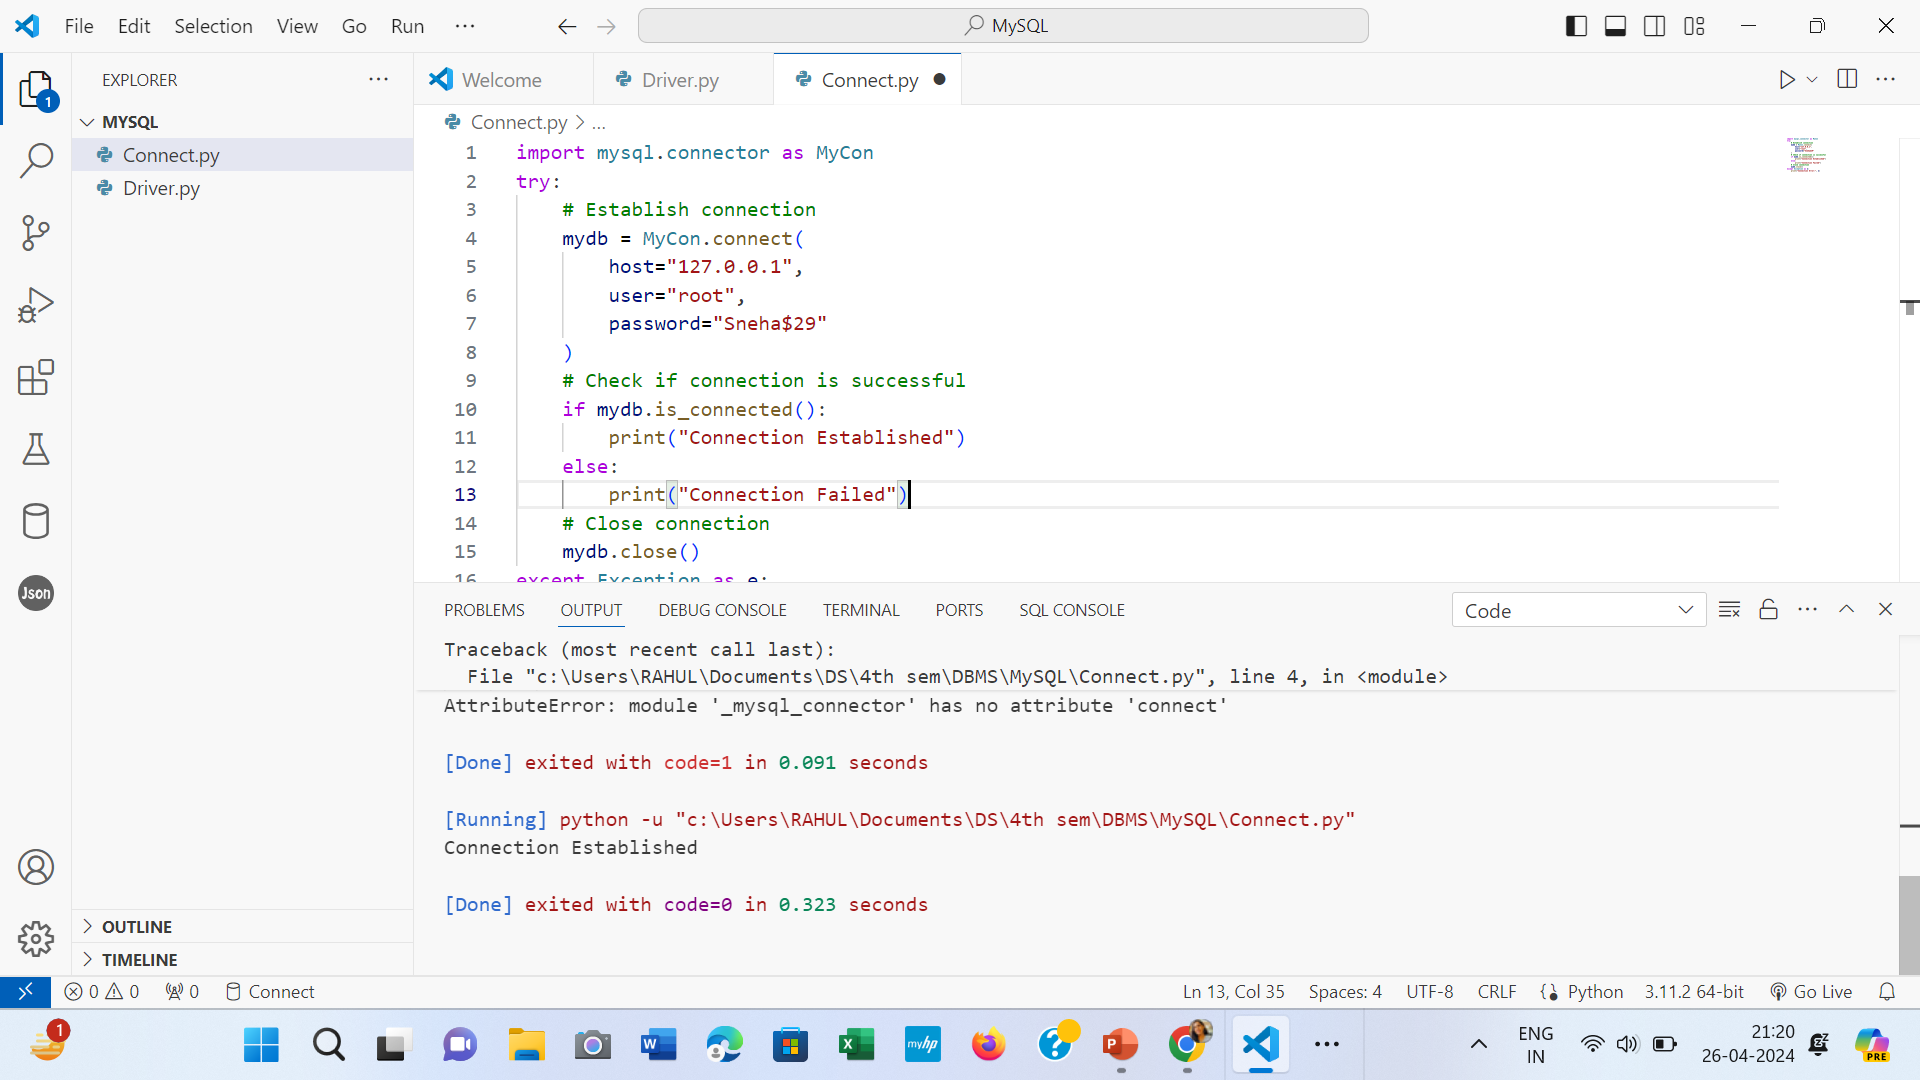 File Edit Selection View Go Run ···
MySQL
EXPLORER ···
1
MYSQL
Connect.py
Driver.py
Json
OUTLINE
TIMELINE
Welcome Driver.py Connect.py
Connect.py > ...
1 import mysql.connector as MyCon
2 try:
3 # Establish connection
4 mydb = MyCon.connect(
5 host="127.0.0.1",
6 user="root",
7 password="Sneha$29"
8 )
9 # Check if connection is successful
10 if mydb.is_connected():
11 print("Connection Established")
12 else:
13 print("Connection Failed")
14 # Close connection
15 mydb.close()
16 except Exception as e:
PROBLEMS OUTPUT DEBUG CONSOLE TERMINAL PORTS SQL CONSOLE Code
Traceback (most recent call last):
File "c:\Users\RAHUL\Documents\DS\4th sem\DBMS\MySQL\Connect.py", line 4, in <module>
AttributeError: module '_mysql_connector' has no attribute 'connect'
[Done] exited with code=1 in 0.091 seconds
[Running] python -u "c:\Users\RAHUL\Documents\DS\4th sem\DBMS\MySQL\Connect.py"
Connection Established
[Done] exited with code=0 in 0.323 seconds
0 0 0 Connect Ln 13, Col 35 Spaces: 4 UTF-8 CRLF Python 3.11.2 64-bit Go Live
1 W X myhp ? P ENG
IN
21:20
26-04-2024
PRE